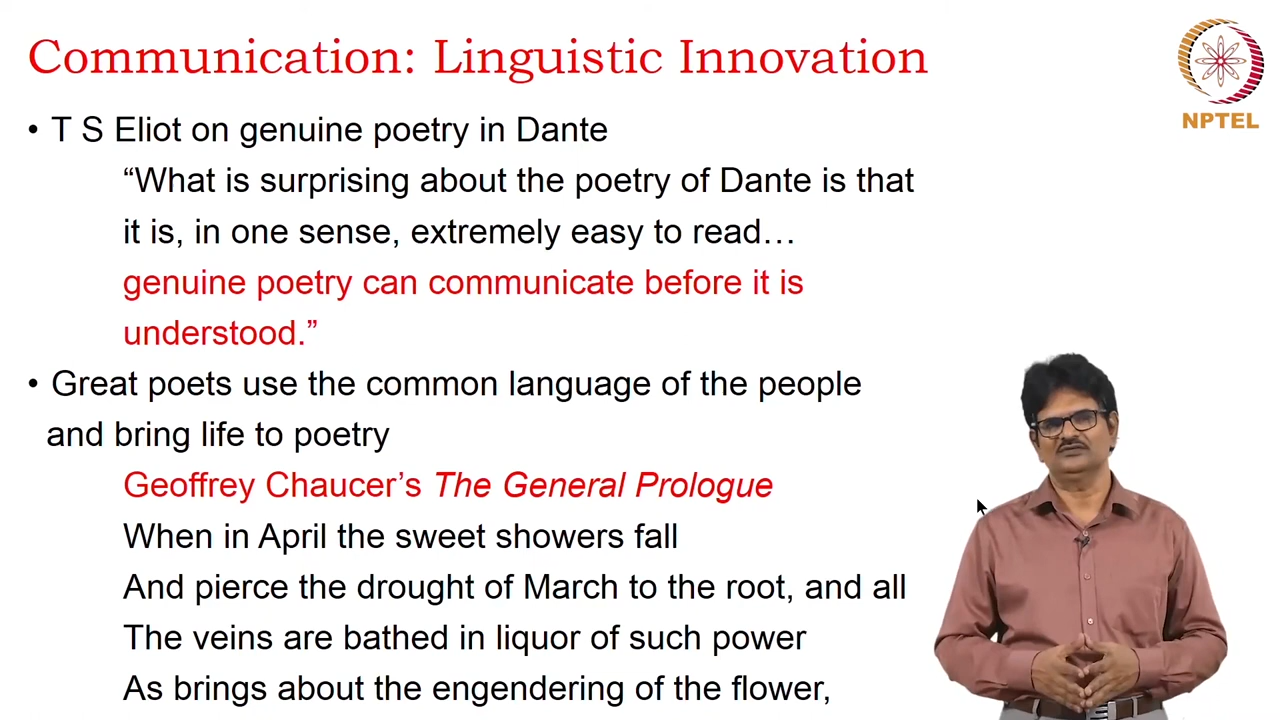 Communication: Linguistic Innovation
NPTEL
• T S Eliot on genuine poetry in Dante
“What is surprising about the poetry of Dante is that
it is, in one sense, extremely easy to read…
genuine poetry can communicate before it is
understood.”
• Great poets use the common language of the people
and bring life to poetry
Geoffrey Chaucer’s The General Prologue
When in April the sweet showers fall
And pierce the drought of March to the root, and all
The veins are bathed in liquor of such power
As brings about the engendering of the flower,